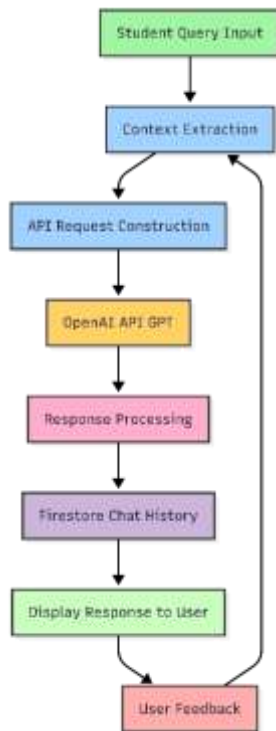 Student Query Input
Context Extraction
API Request Construction
OpenAI API GPT
Response Processing
Firestore Chat History
Display Response to User
User Feedback